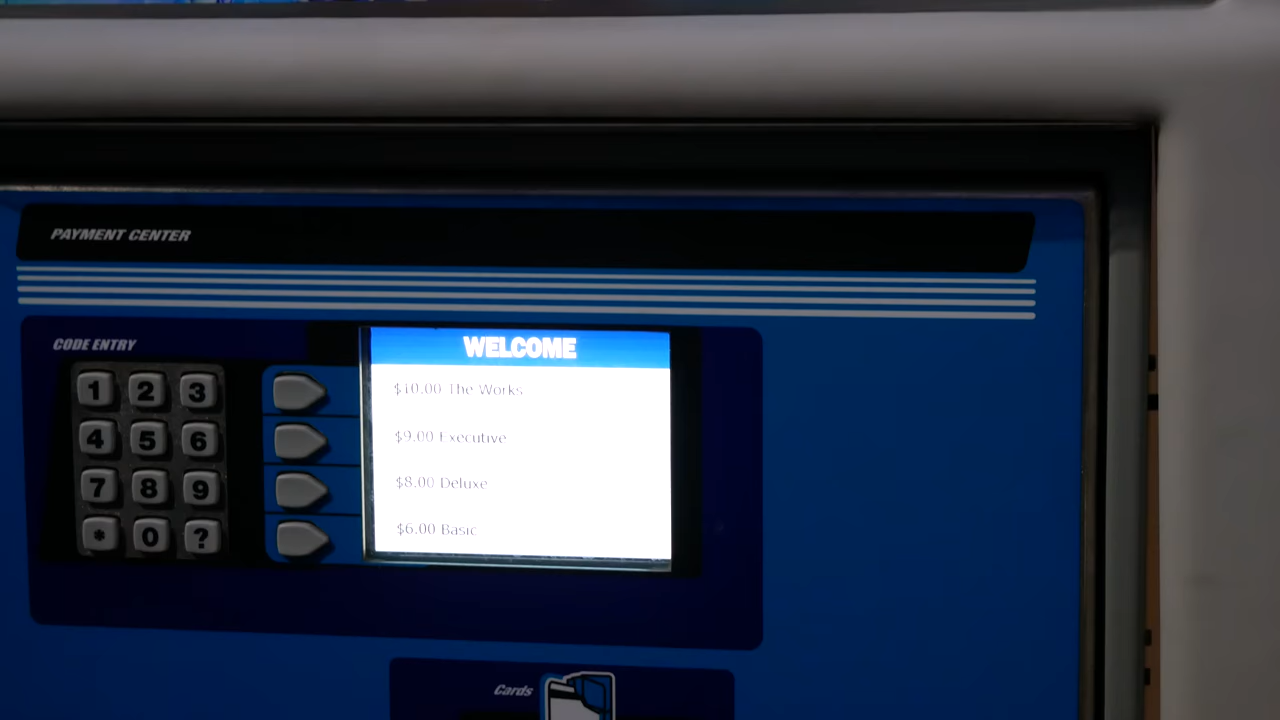 PAYMENT CENTER
CODE ENTRY
WELCOME
1 2 3
$10.00 The Works
4 5 6
$9.00 Executive
7 8 9
$8.00 Deluxe
* 0 ?
$6.00 Basic
Cards